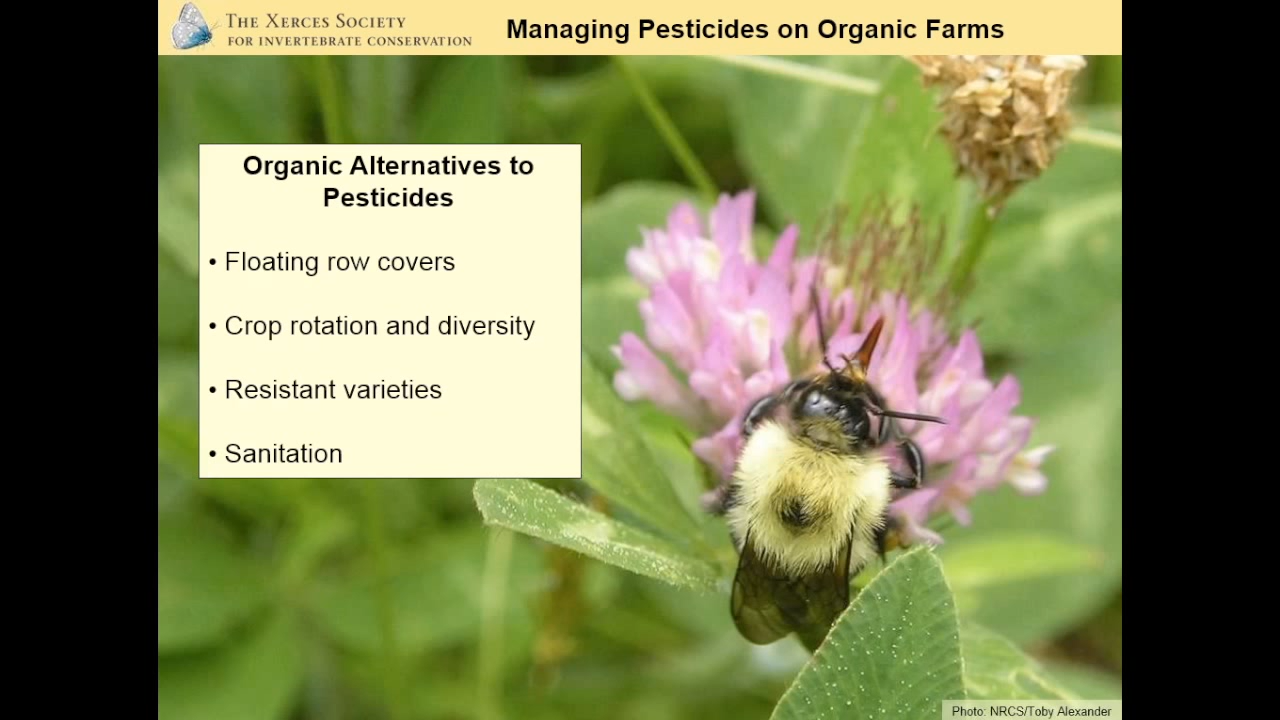 The Xerces Society
for Invertebrate Conservation
Managing Pesticides on Organic Farms
Organic Alternatives to
Pesticides
• Floating row covers
• Crop rotation and diversity
• Resistant varieties
• Sanitation
Photo: NRCS/Toby Alexander